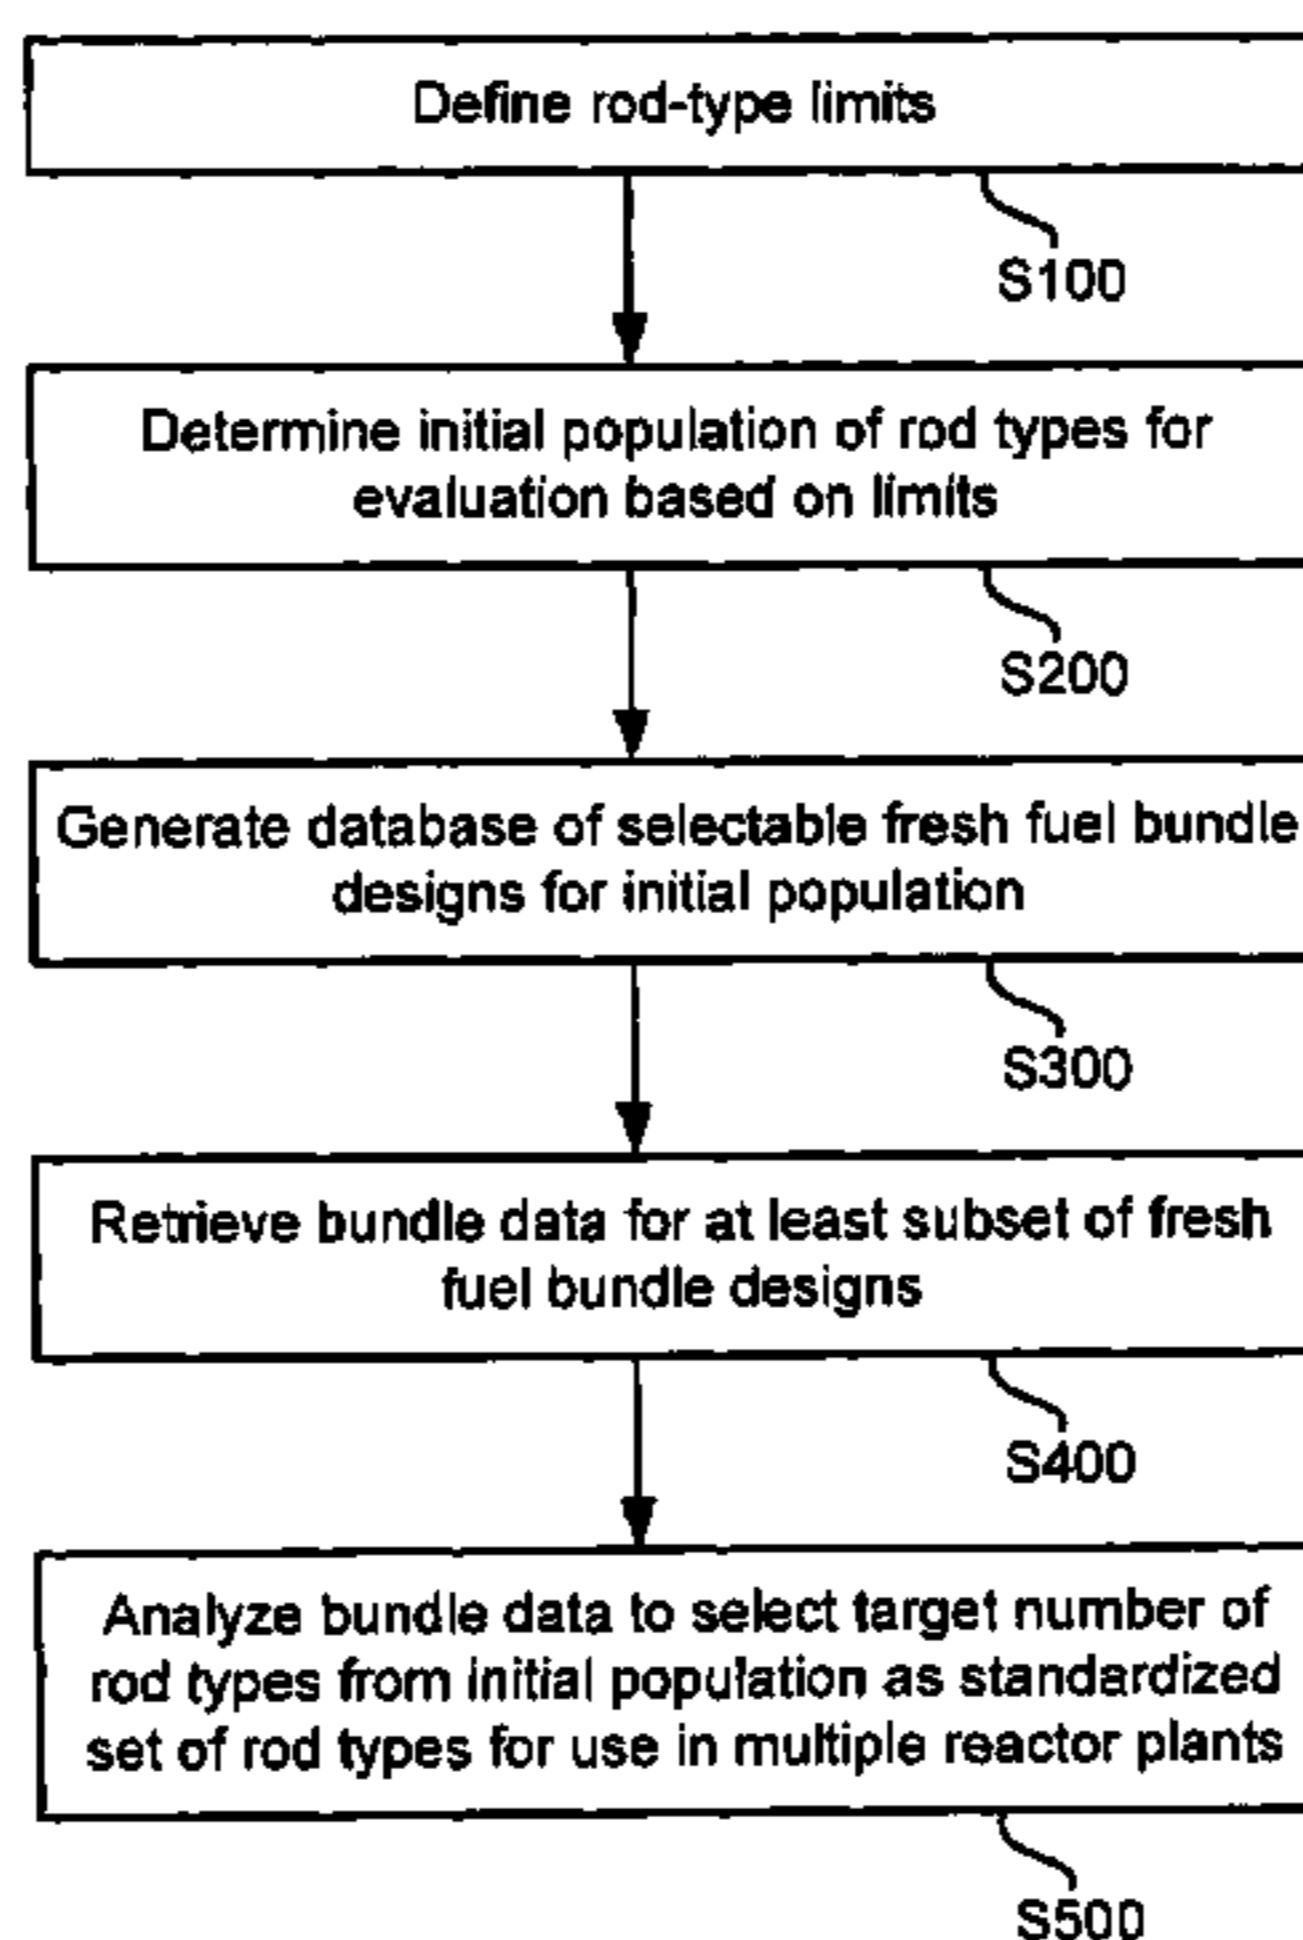 Define rod-type limits
S100
Determine initial population of rod types for
evaluation based on limits
S200
Generate database of selectable fresh fuel bundle
designs for initial population
S300
Retrieve bundle data for at least subset of fresh
fuel bundle designs
S400
Analyze bundle data to select target number of
rod types from initial population as standardized
set of rod types for use in multiple reactor plants
S500